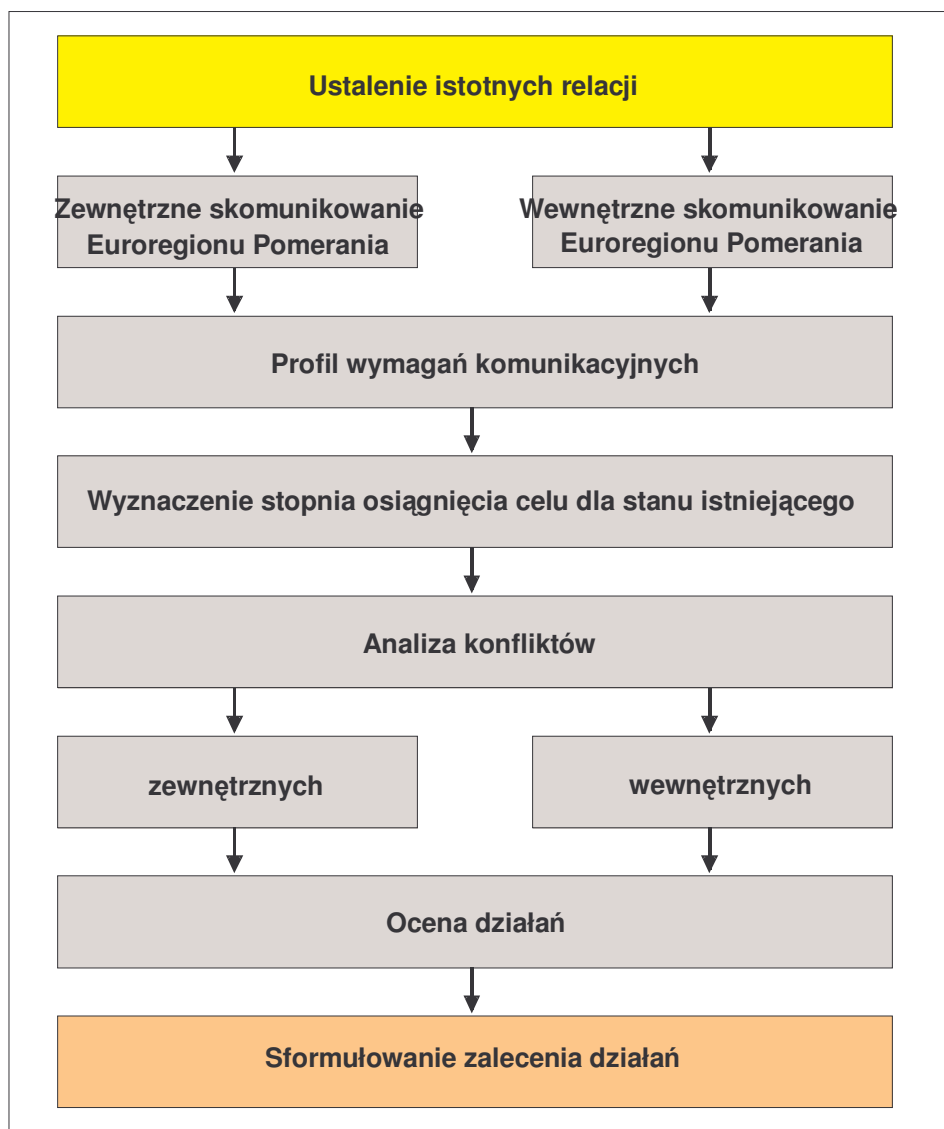 Ustalenie istotnych relacji
Zewnętrzne skomunikowanie
Euroregionu Pomerania
Wewnętrzne skomunikowanie
Euroregionu Pomerania
Profil wymagań komunikacyjnych
Wyznaczenie stopnia osiągnięcia celu dla stanu istniejącego
Analiza konfliktów
zewnętrznych
wewnętrznych
Ocena działań
Sformułowanie zalecenia działań